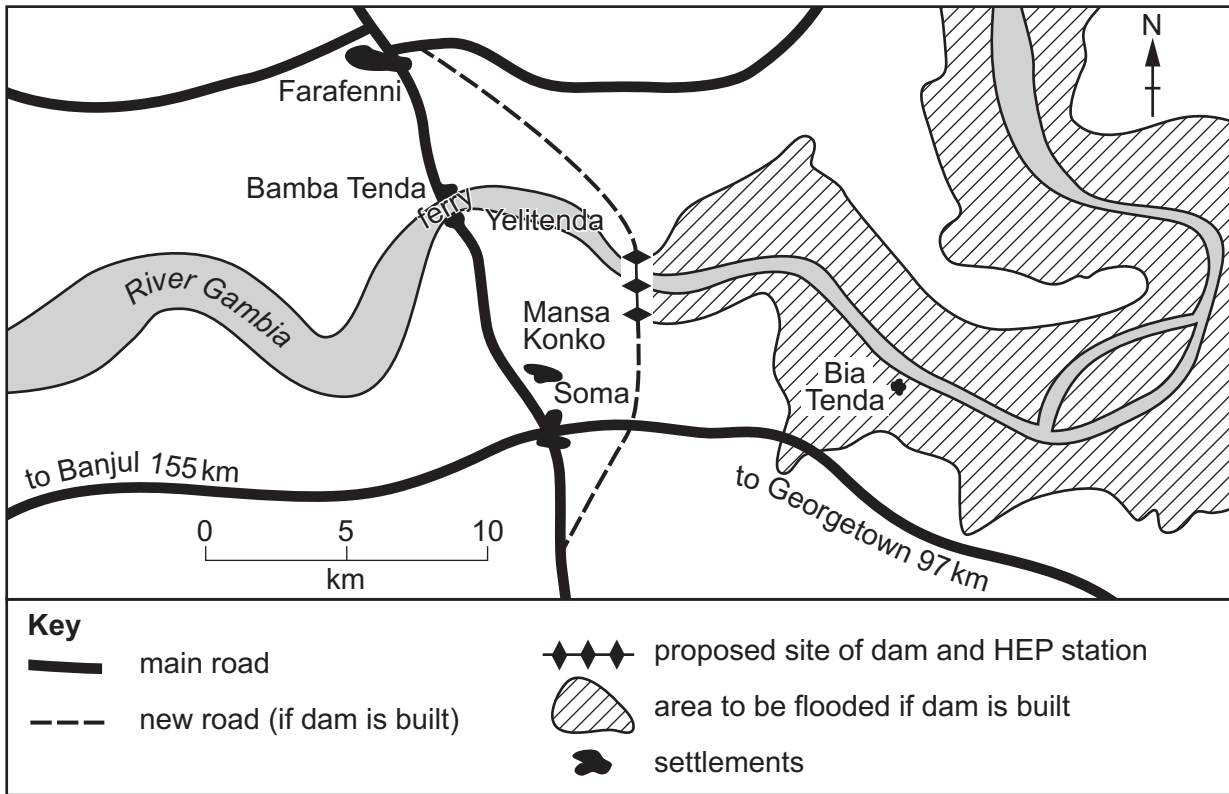 N
Farafenni
Bamba Tenda
ferry
Yelitenda
River Gambia
Mansa
Konko
Soma
Bia
Tenda
to Banjul 155 km
to Georgetown 97 km
0 5 10
km
Key
main road
new road (if dam is built)
proposed site of dam and HEP station
area to be flooded if dam is built
settlements